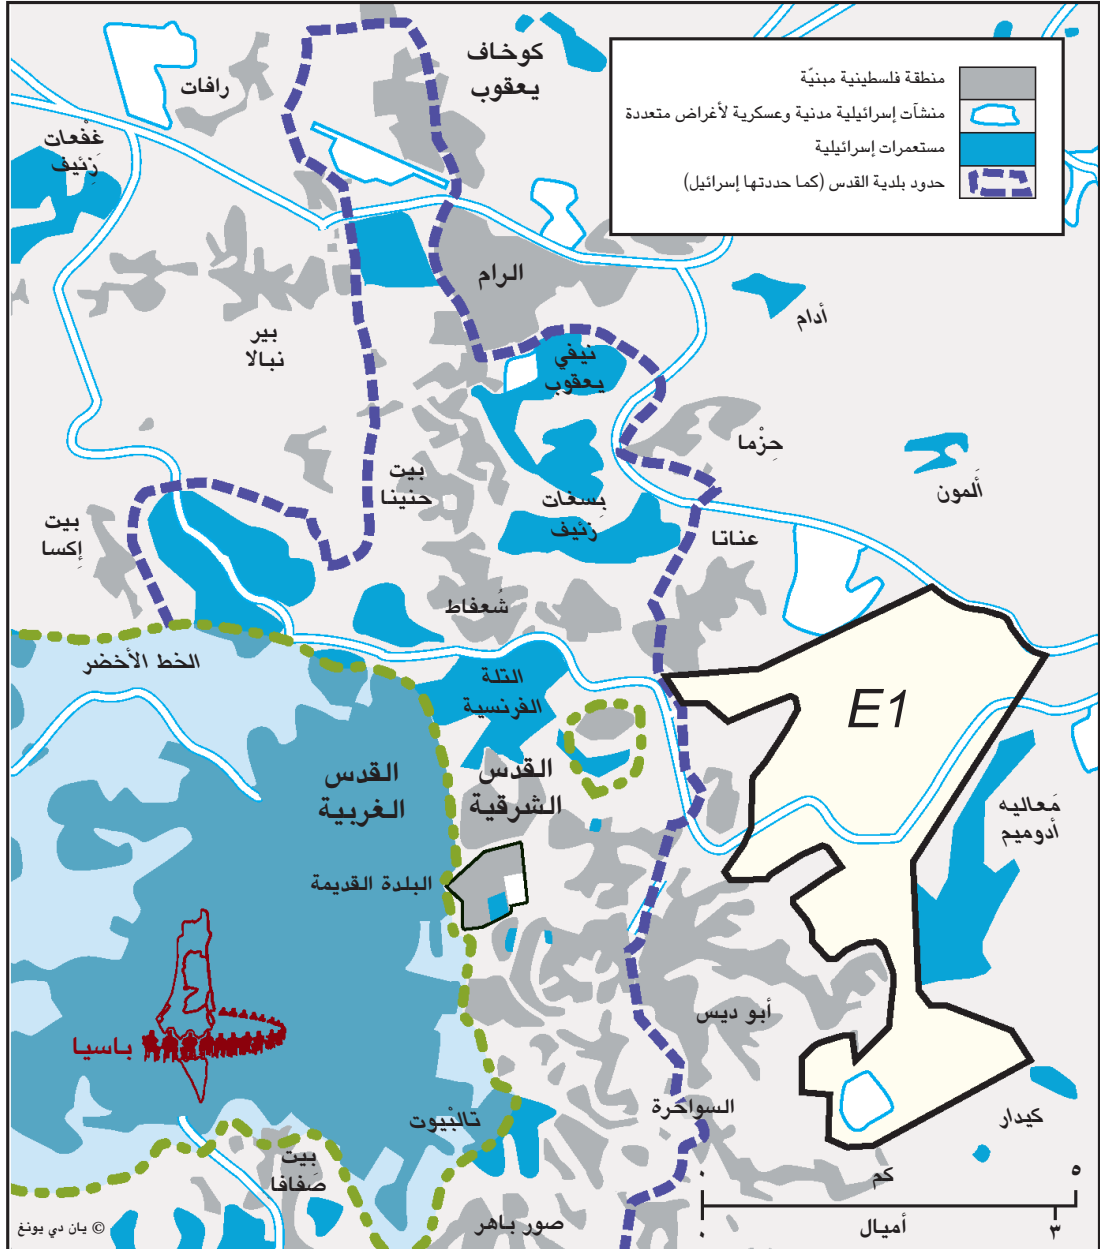 كوخاف
يعقوب
رافات
غفْعات
زئيف
منطقة فلسطينية مبنيّة
منشآت إسرائيلية مدنية وعسكرية لأغراض متعددة
مستعمرات إسرائيلية
حدود بلدية القدس (كما حددتها إسرائيل)
الرام
أدام
بير
نبالا
نيفي
يعقوب
حِزْما
ألمون
بيت
حنينا
بسغات
زئيف
عناتا
بيت
إكسا
شُعفاط
الخط الأخضر
التلة
الفرنسية
E1
القدس
الغربية
القدس
الشرقية
مَعاليه
أدوميم
البلدة القديمة
أبو ديس
باسيا
السواحرة
كيدار
تالبْيوت
بيت
صَفافا
صور باهر
كم
٠
٥
أميال
٠
٣
© يان دي يونغ